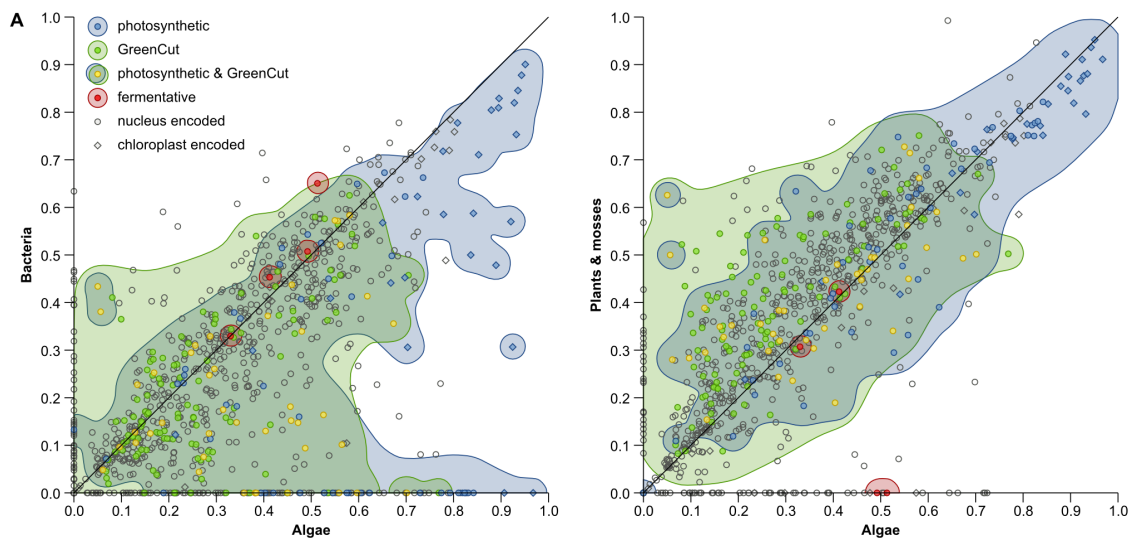 A
photosynthetic
GreenCut
photosynthetic & GreenCut
fermentative
nucleus encoded
chloroplast encoded
Bacteria
1.0
0.9
0.8
0.7
0.6
0.5
0.4
0.3
0.2
0.1
0.0
0.0 0.1 0.2 0.3 0.4 0.5 0.6 0.7 0.8 0.9 1.0
Algae
Plants & mosses
1.0
0.9
0.8
0.7
0.6
0.5
0.4
0.3
0.2
0.1
0.0
0.0 0.1 0.2 0.3 0.4 0.5 0.6 0.7 0.8 0.9 1.0
Algae